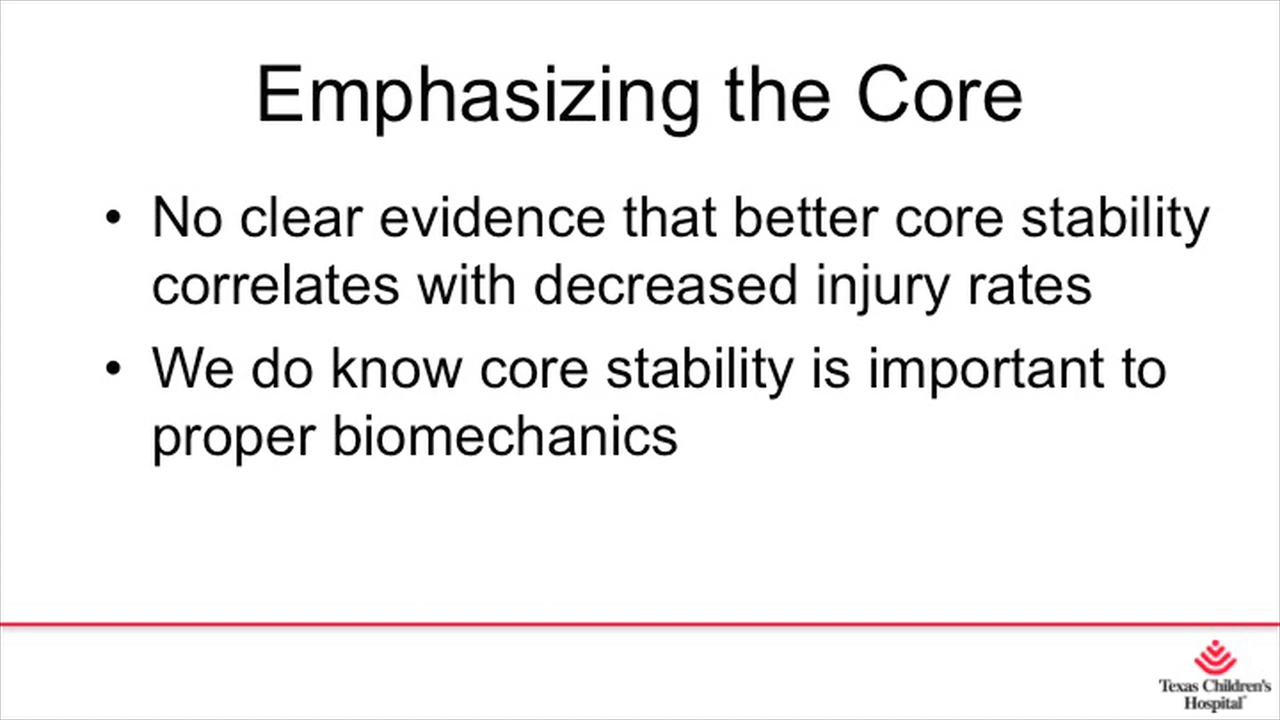 Emphasizing the Core
• No clear evidence that better core stability
correlates with decreased injury rates
• We do know core stability is important to
proper biomechanics
Texas Children's
Hospital